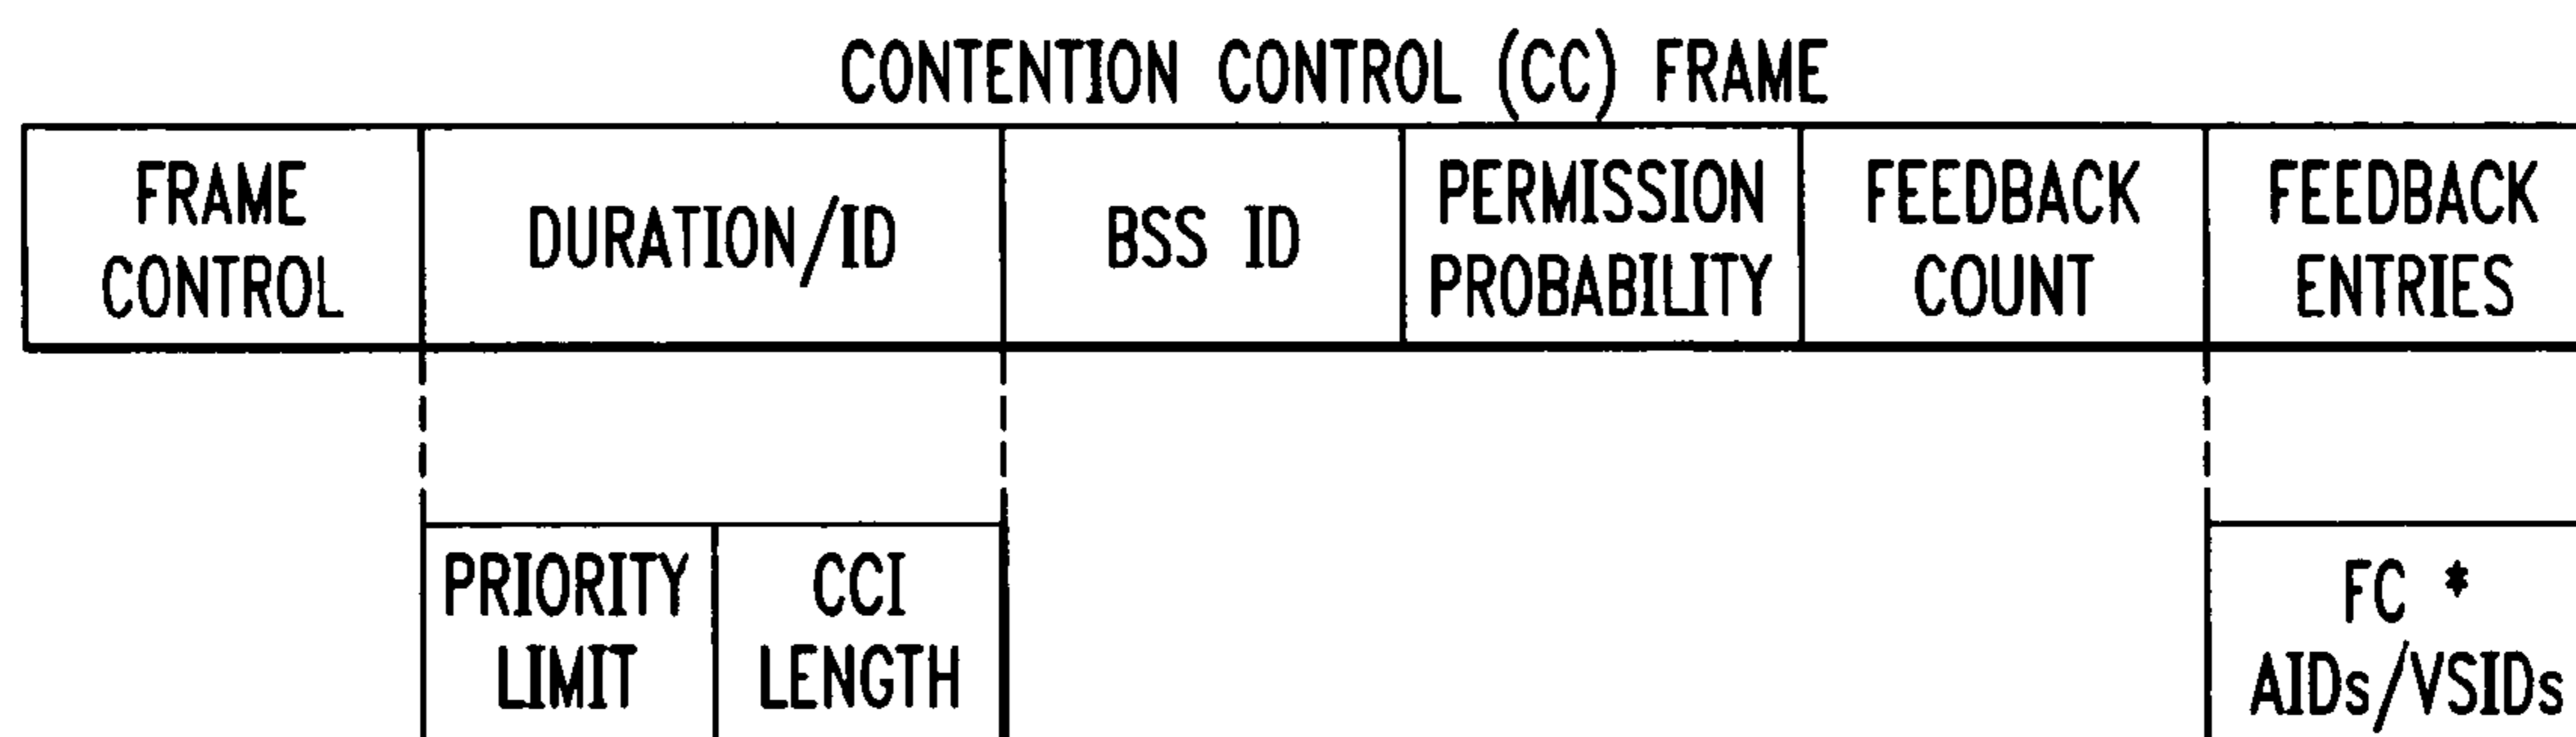 CONTENTION CONTROL (CC) FRAME
FRAME
CONTROL
DURATION/ID
BSS ID
PERMISSION
PROBABILITY
FEEDBACK
COUNT
FEEDBACK
ENTRIES
PRIORITY
LIMIT
CCI
LENGTH
FC *
AIDs/VSIDs